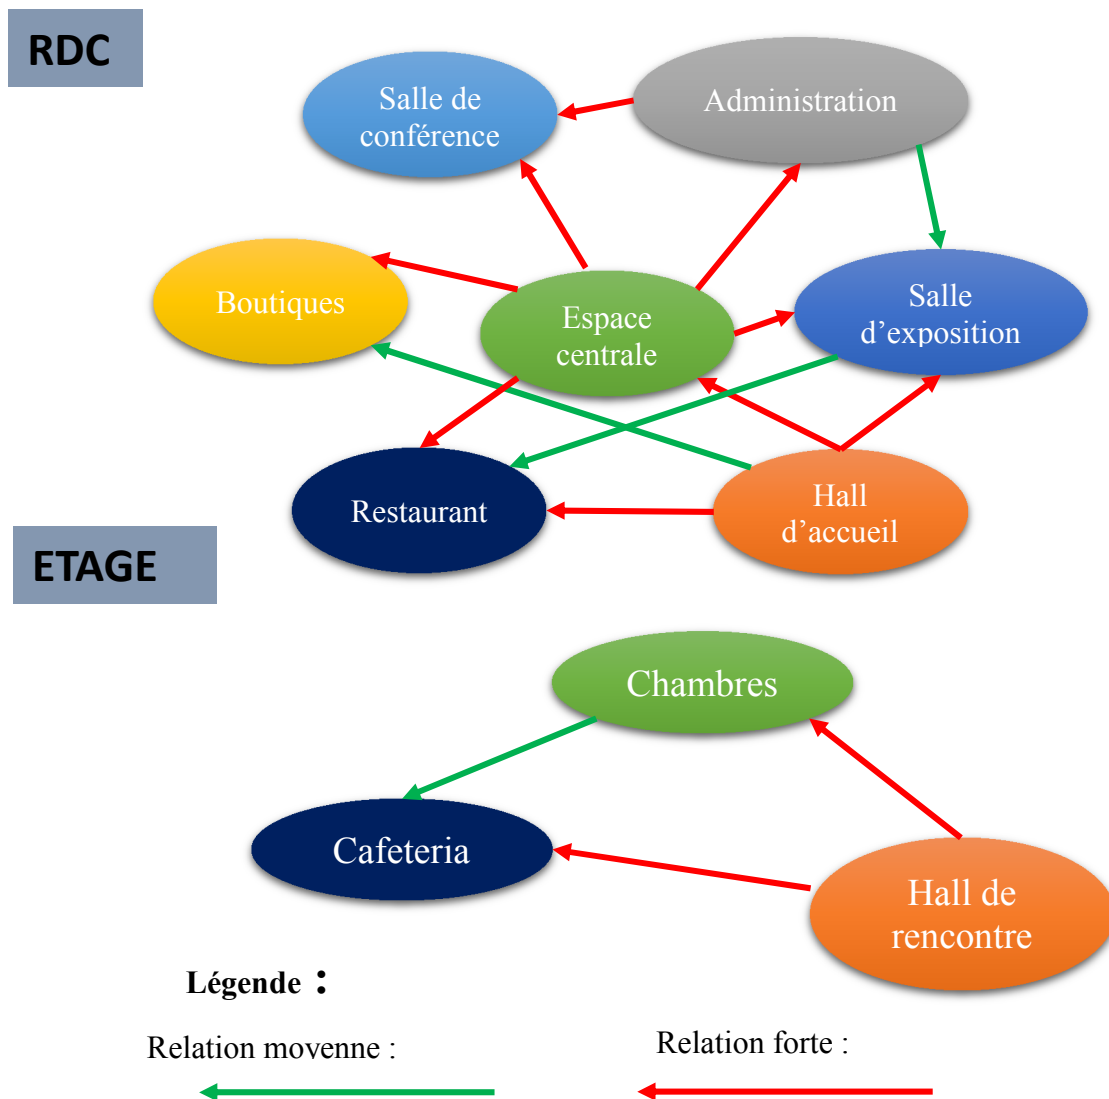 RDC
Salle de
conférence
Administration
Boutiques
Espace
centrale
Salle
d’exposition
Restaurant
Hall
d’accueil
ETAGE
Chambres
Cafeteria
Hall de
rencontre
Légende :
Relation moyenne :
Relation forte :